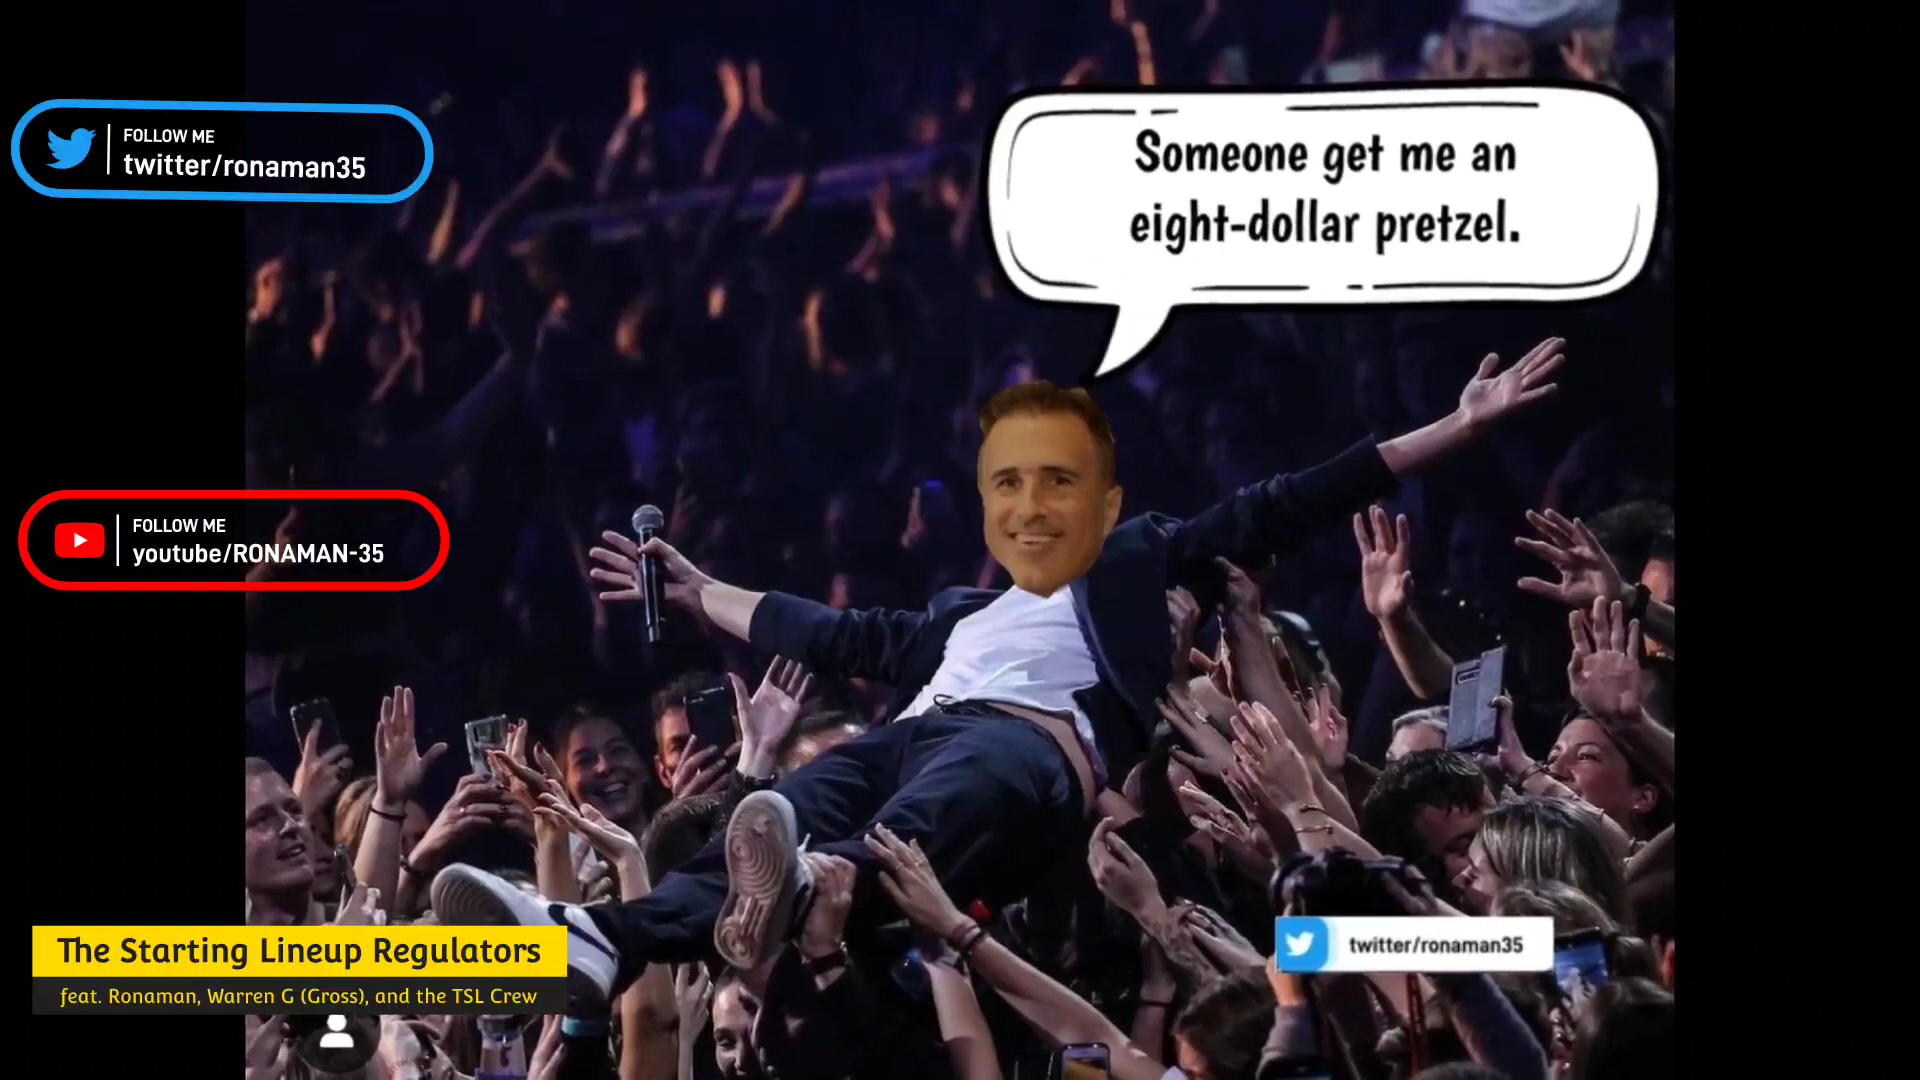 FOLLOW ME
twitter/ronaman35
Someone get me an
eight-dollar pretzel.
FOLLOW ME
youtube/RONAMAN-35
The Starting Lineup Regulators
feat. Ronaman, Warren G (Gross), and the TSL Crew
twitter/ronaman35